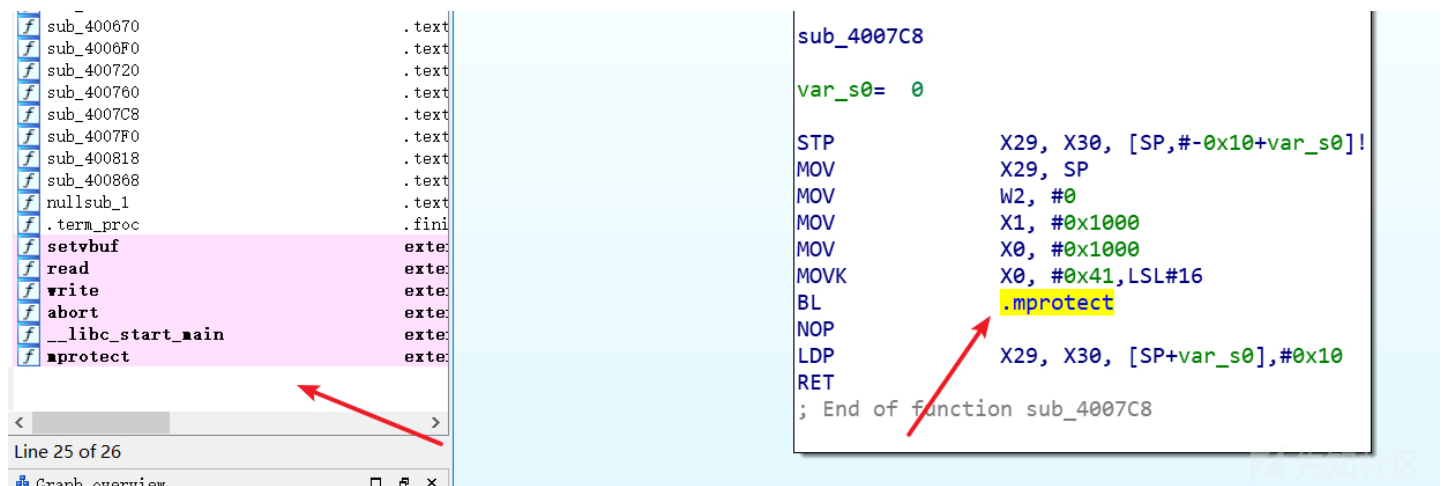 f sub_400670 .text
f sub_4006F0 .text
f sub_400720 .text
f sub_400760 .text
f sub_4007C8 .text
f sub_4007F0 .text
f sub_400818 .text
f sub_400868 .text
f nullsub_1 .text
f .term_proc .fini
f setvbuf exte
f read exte
f write exte
f abort exte
f __libc_start_main exte
f mprotect exte
Line 25 of 26
Graph overview
sub_4007C8
var_s0= 0
STP X29, X30, [SP,#-0x10+var_s0]!
MOV X29, SP
MOV W2, #0
MOV X1, #0x1000
MOV X0, #0x1000
MOVK X0, #0x41,LSL#16
BL .mprotect
NOP
LDP X29, X30, [SP+var_s0],#0x10
RET
; End of function sub_4007C8
先知社区